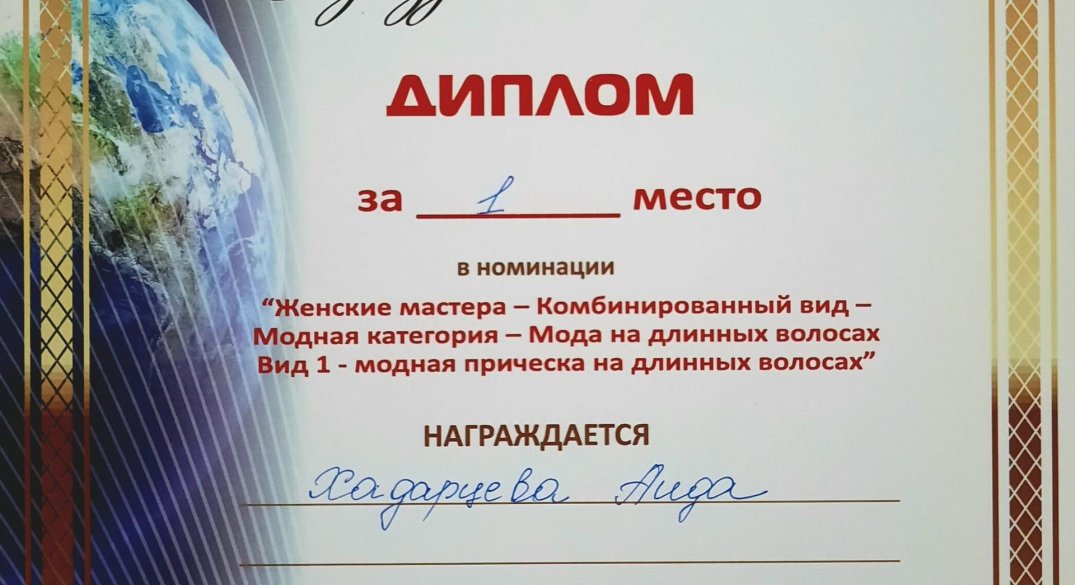 ДИПЛОМ
за 1 место
в номинации
“Женские мастера – Комбинированный вид –
Модная категория – Мода на длинных волосах
Вид 1 - модная прическа на длинных волосах”
НАГРАЖДАЕТСЯ
Хадарцева Аида